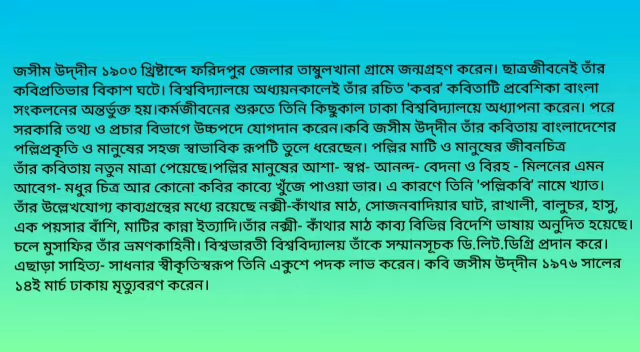 জসীম উদ্‌দীন ১৯০৩ খ্রিষ্টাব্দে ফরিদপুর জেলার তাম্বুলখানা গ্রামে জন্মগ্রহণ করেন। ছাত্রজীবনেই তাঁর
কবিপ্রতিভার বিকাশ ঘটে। বিশ্ববিদ্যালয়ে অধ্যয়নকালেই তাঁর রচিত 'কবর' কবিতাটি প্রবেশিকা বাংলা
সংকলনের অন্তর্ভুক্ত হয়।কর্মজীবনের শুরুতে তিনি কিছুকাল ঢাকা বিশ্ববিদ্যালয়ে অধ্যাপনা করেন। পরে
সরকারি তথ্য ও প্রচার বিভাগে উচ্চপদে যোগদান করেন।কবি জসীম উদ্‌দীন তাঁর কবিতায় বাংলাদেশের
পল্লিপ্রকৃতি ও মানুষের সহজ স্বাভাবিক রূপটি তুলে ধরেছেন। পল্লির মাটি ও মানুষের জীবনচিত্র
তাঁর কবিতায় নতুন মাত্রা পেয়েছে।পল্লির মানুষের আশা- স্বপ্ন- আনন্দ- বেদনা ও বিরহ - মিলনের এমন
আবেগ- মধুর চিত্র আর কোনো কবির কাব্যে খুঁজে পাওয়া ভার। এ কারণে তিনি 'পল্লিকবি' নামে খ্যাত।
তাঁর উল্লেখযোগ্য কাব্যগ্রন্থের মধ্যে রয়েছে নক্সী-কাঁথার মাঠ, সোজনবাদিয়ার ঘাট, রাখালী, বালুচর, হাসু,
এক পয়সার বাঁশি, মাটির কান্না ইত্যাদি।তাঁর নক্সী- কাঁথার মাঠ কাব্য বিভিন্ন বিদেশি ভাষায় অনুদিত হয়েছে।
চলে মুসাফির তাঁর ভ্রমণকাহিনী। বিশ্বভারতী বিশ্ববিদ্যালয় তাঁকে সম্মানসূচক ডি.লিট.ডিগ্রি প্রদান করে।
এছাড়া সাহিত্য- সাধনার স্বীকৃতিস্বরূপ তিনি একুশে পদক লাভ করেন। কবি জসীম উদ্‌দীন ১৯৭৬ সালের
১৪ই মার্চ ঢাকায় মৃত্যুবরণ করেন।